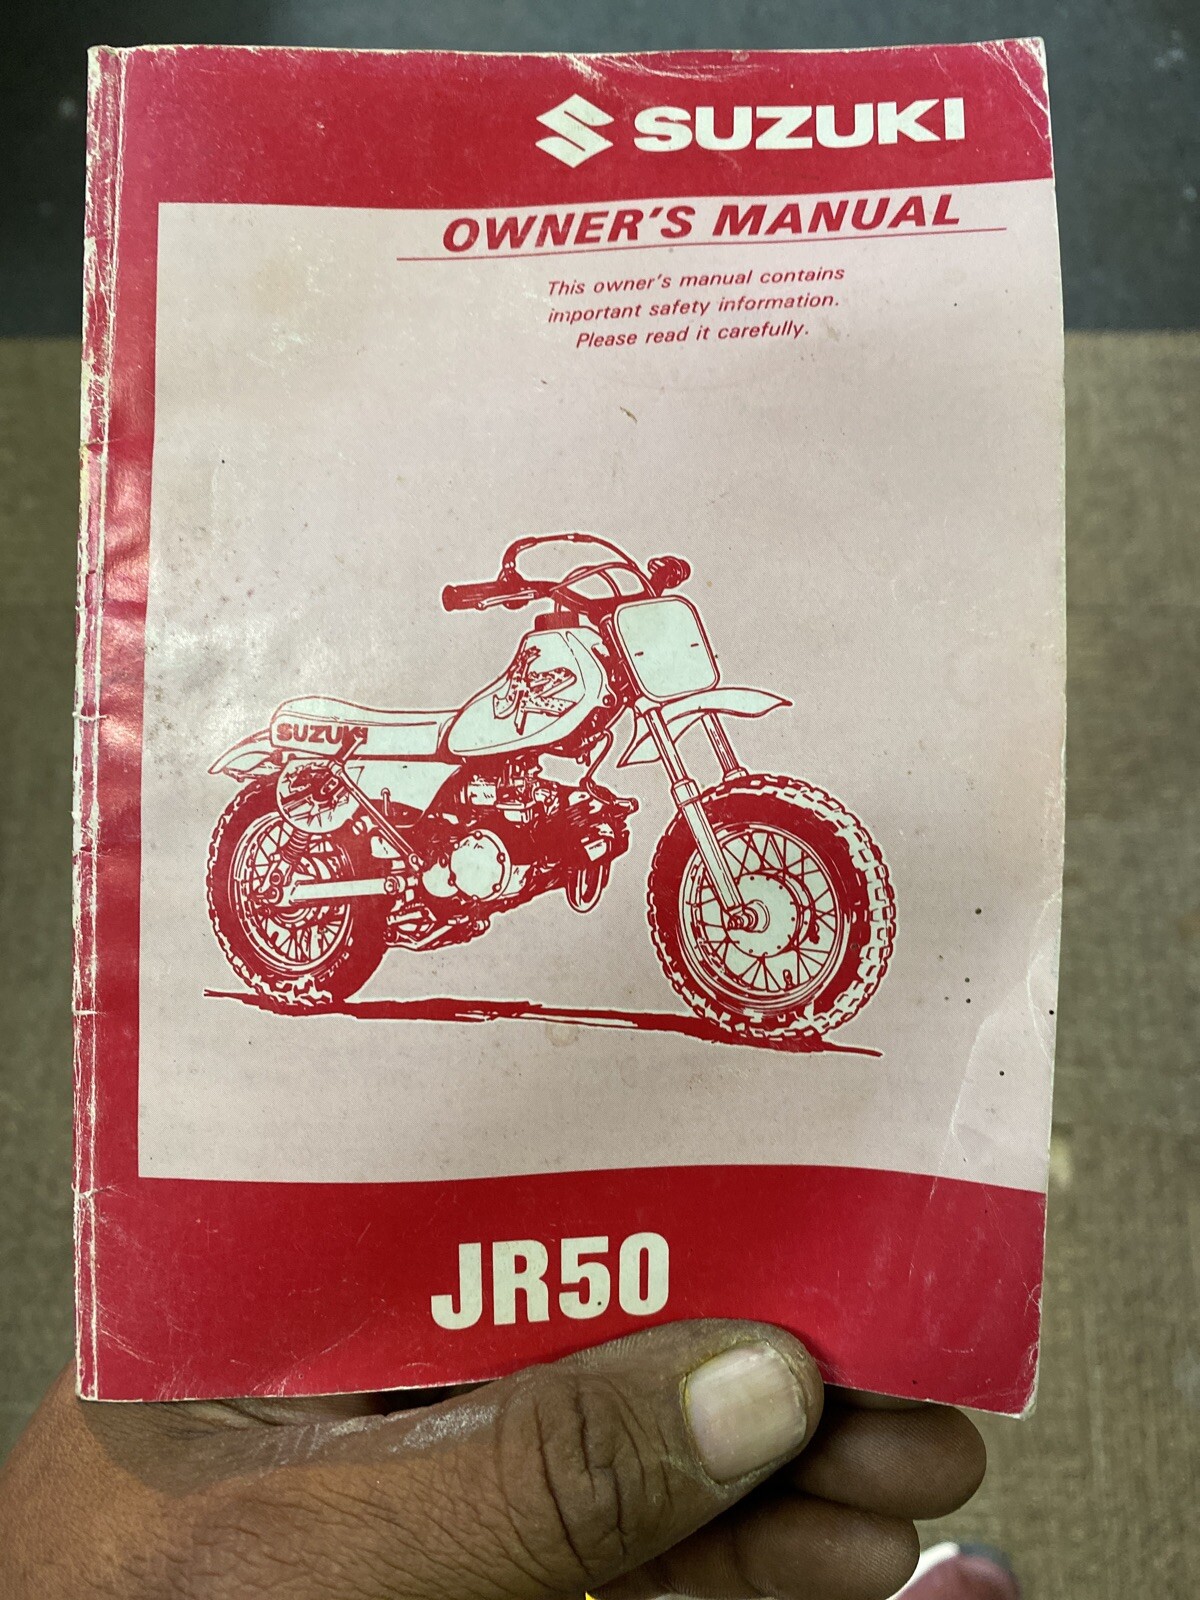 SUZUKI
OWNER'S MANUAL
This owner's manual contains
important safety information.
Please read it carefully.
SUZUKI
JR50